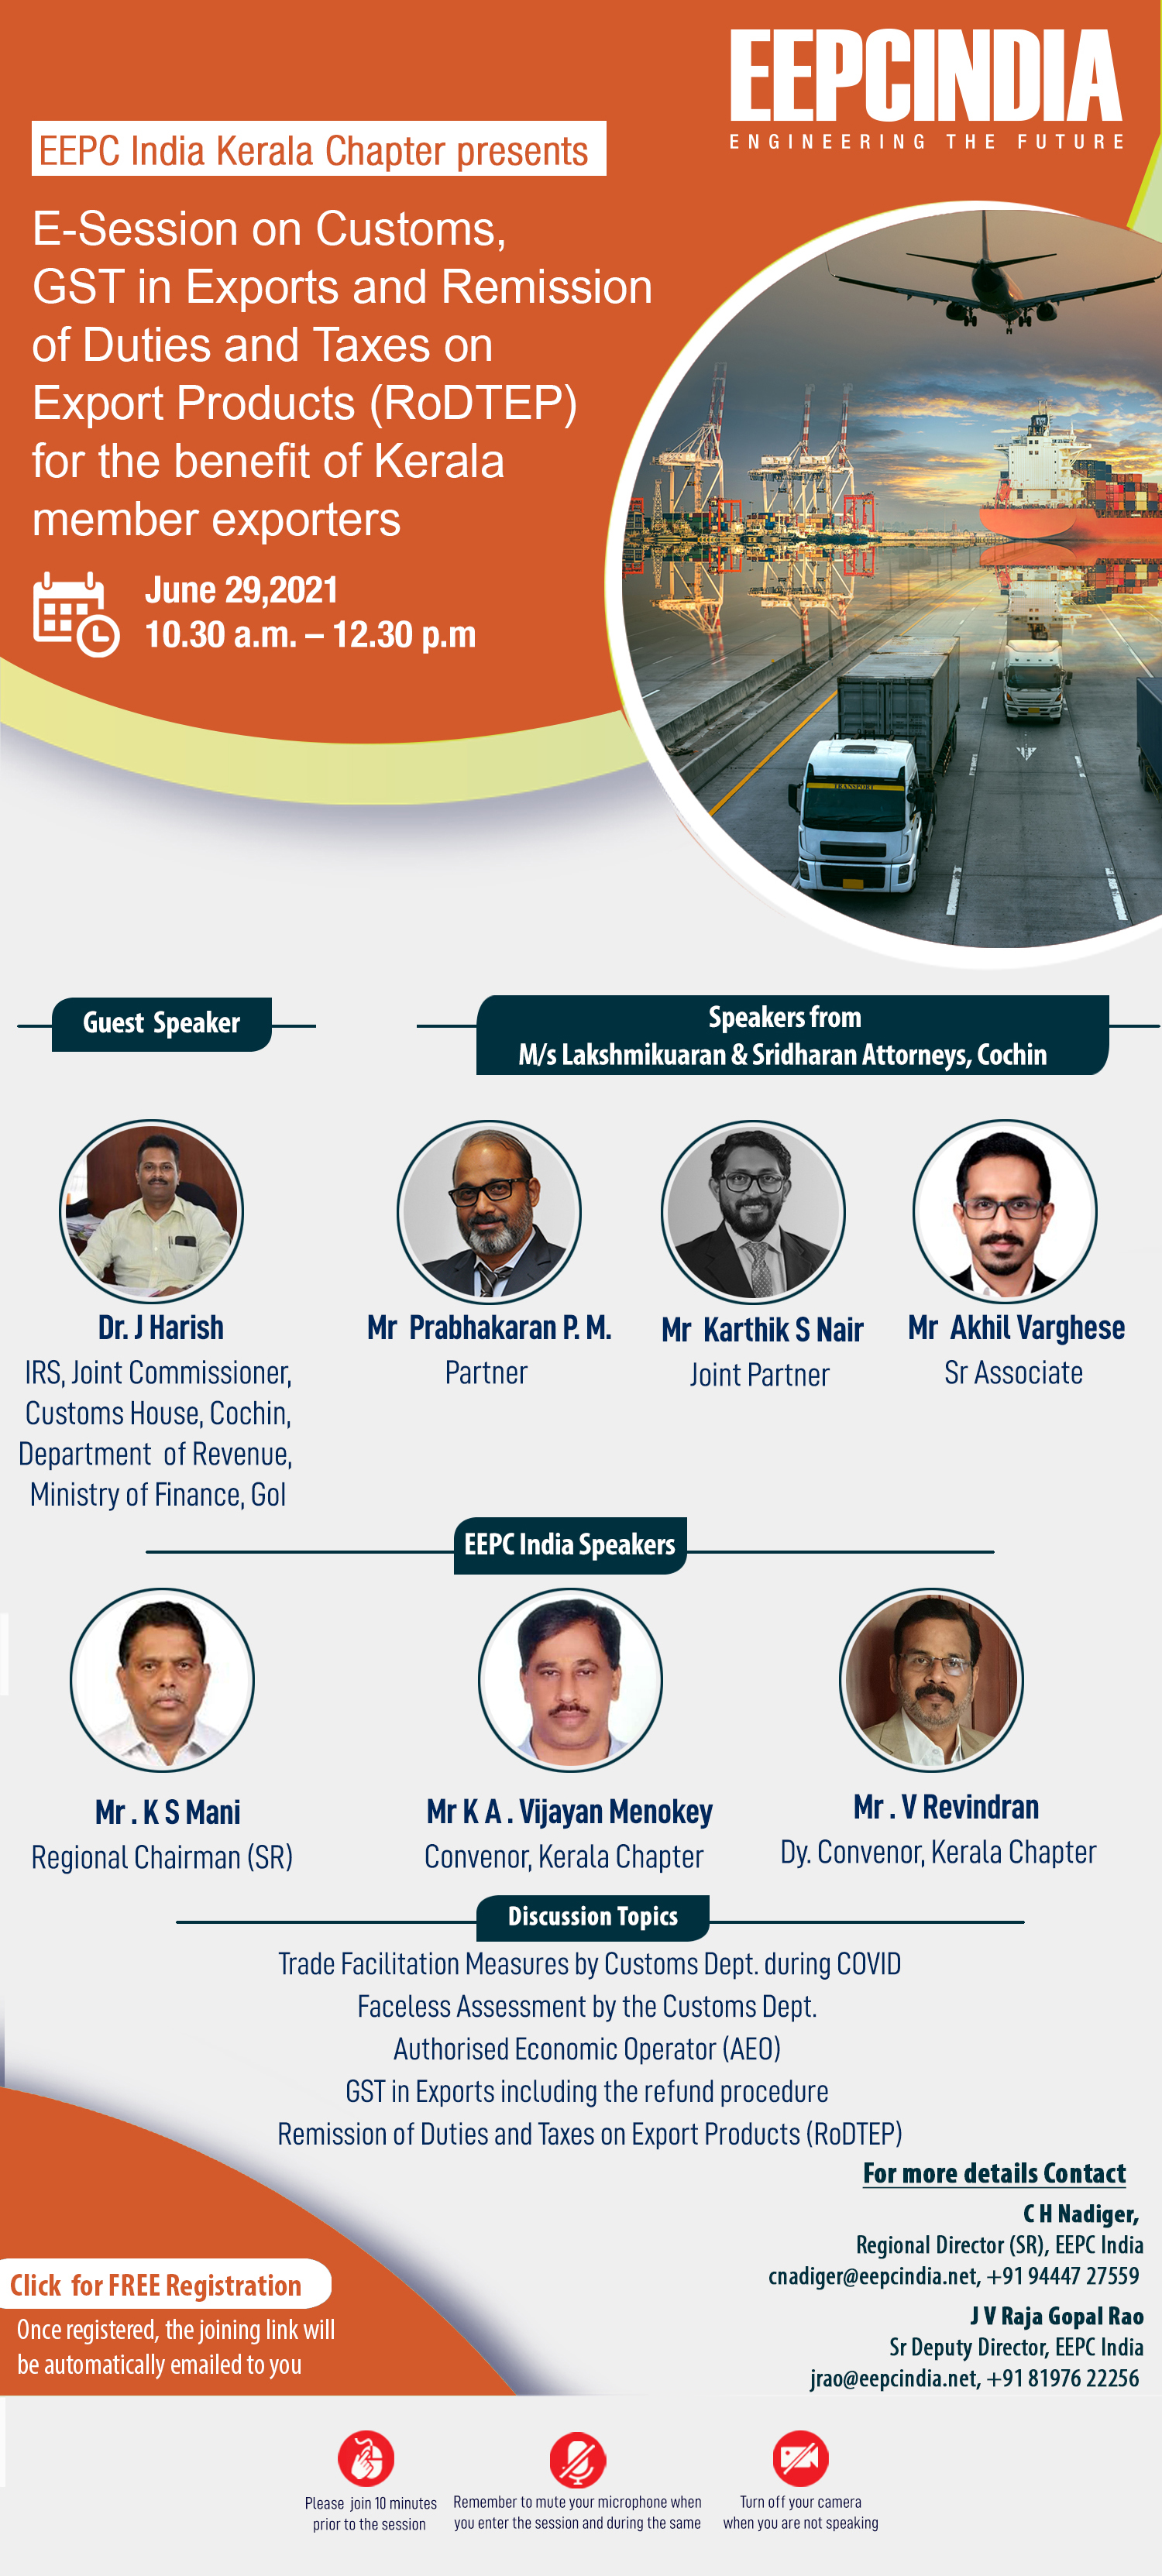 EEPCINDIA
ENGINEERING THE FUTURE
EEPC India Kerala Chapter presents
E-Session on Customs,
GST in Exports and Remission
of Duties and Taxes on
Export Products (RoDTEP)
for the benefit of Kerala
member exporters
June 29,2021
10.30 a.m. – 12.30 p.m
TRANSPORT
Guest Speaker
Speakers from
M/s Lakshmikuaran & Sridharan Attorneys, Cochin
Dr. J Harish
IRS, Joint Commissioner,
Customs House, Cochin,
Department of Revenue,
Ministry of Finance, GoI
Mr Prabhakaran P. M.
Partner
Mr Karthik S Nair
Joint Partner
Mr Akhil Varghese
Sr Associate
EEPC India Speakers
Mr . K S Mani
Regional Chairman (SR)
Mr K A . Vijayan Menokey
Convenor, Kerala Chapter
Mr . V Revindran
Dy. Convenor, Kerala Chapter
Discussion Topics
Trade Facilitation Measures by Customs Dept. during COVID
Faceless Assessment by the Customs Dept.
Authorised Economic Operator (AEO)
GST in Exports including the refund procedure
Remission of Duties and Taxes on Export Products (RoDTEP)
For more details Contact
C H Nadiger,
Regional Director (SR), EEPC India
cnadiger@eepcindia.net, +91 94447 27559
J V Raja Gopal Rao
Sr Deputy Director, EEPC India
jrao@eepcindia.net, +91 81976 22256
Click for FREE Registration
Once registered, the joining link will
be automatically emailed to you
Please join 10 minutes
prior to the session
Remember to mute your microphone when
you enter the session and during the same
Turn off your camera
when you are not speaking